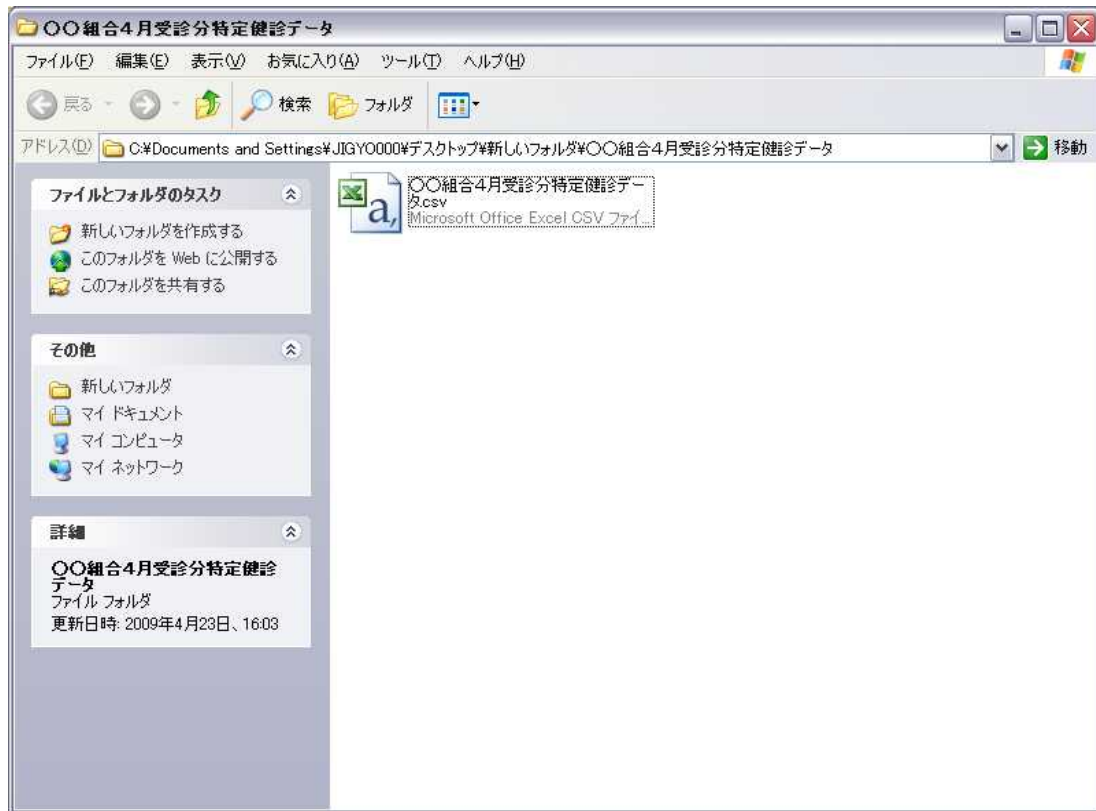 〇〇組合4月受診分特定健診データ
ファイル(F) 編集(E) 表示(V) お気に入り(A) ツール(T) ヘルプ(H)
戻る 検索 フォルダ
アドレス(D) C:¥Documents and Settings¥JIGYO000¥デスクトップ¥新しいフォルダ¥〇〇組合4月受診分特定健診データ 移動
ファイルとフォルダのタスク
新しいフォルダを作成する
このフォルダを Web に公開する
このフォルダを共有する
その他
新しいフォルダ
マイ ドキュメント
マイ コンピュータ
マイ ネットワーク
詳細
〇〇組合4月受診分特定健診
データ
ファイル フォルダ
更新日時: 2009年4月23日、16:03
〇〇組合4月受診分特定健診デー
タ.csv
Microsoft Office Excel CSV ファイ...